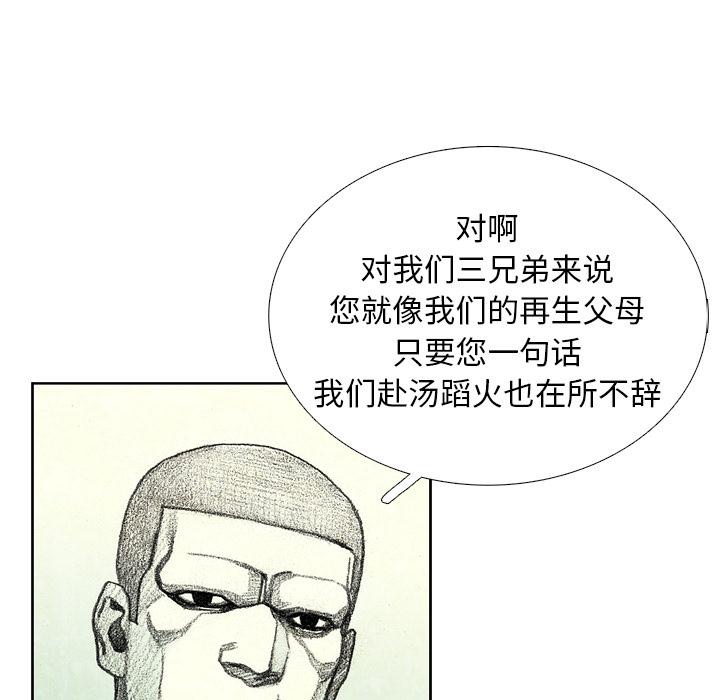 对啊
对我们三兄弟来说
您就像我们的再生父母
只要您一句话
我们赴汤蹈火也在所不辞